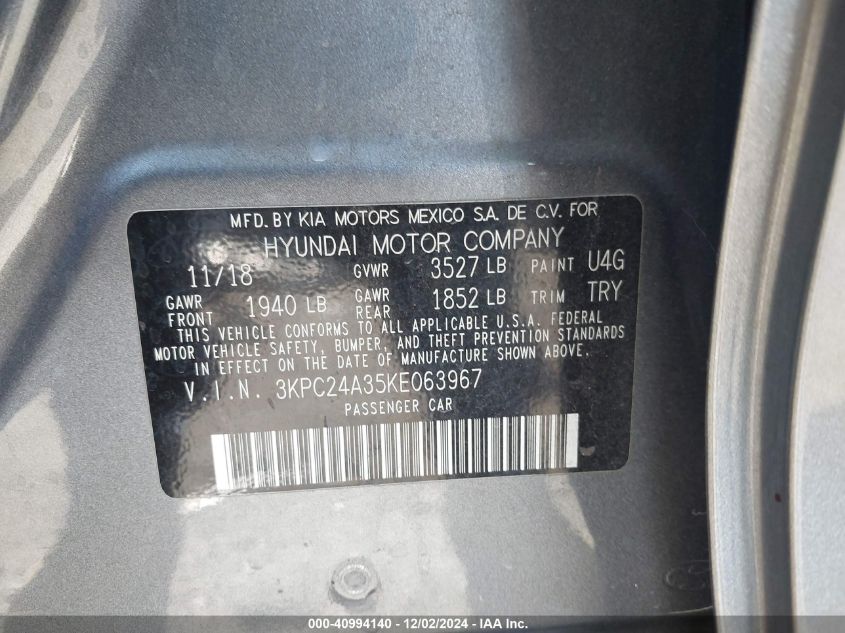 MFD. BY KIA MOTORS MEXICO S.A. DE C.V. FOR
HYUNDAI MOTOR COMPANY
11/18 GVWR 3527 LB PAINT U4G
GAWR FRONT 1940 LB GAWR REAR 1852 LB TRIM TRY
THIS VEHICLE CONFORMS TO ALL APPLICABLE U.S.A. FEDERAL
MOTOR VEHICLE SAFETY, BUMPER, AND THEFT PREVENTION STANDARDS
IN EFFECT ON THE DATE OF MANUFACTURE SHOWN ABOVE.
V.I.N. 3KPC24A35KE063967
PASSENGER CAR
000-40994140 - 12/02/2024 - IAA Inc.